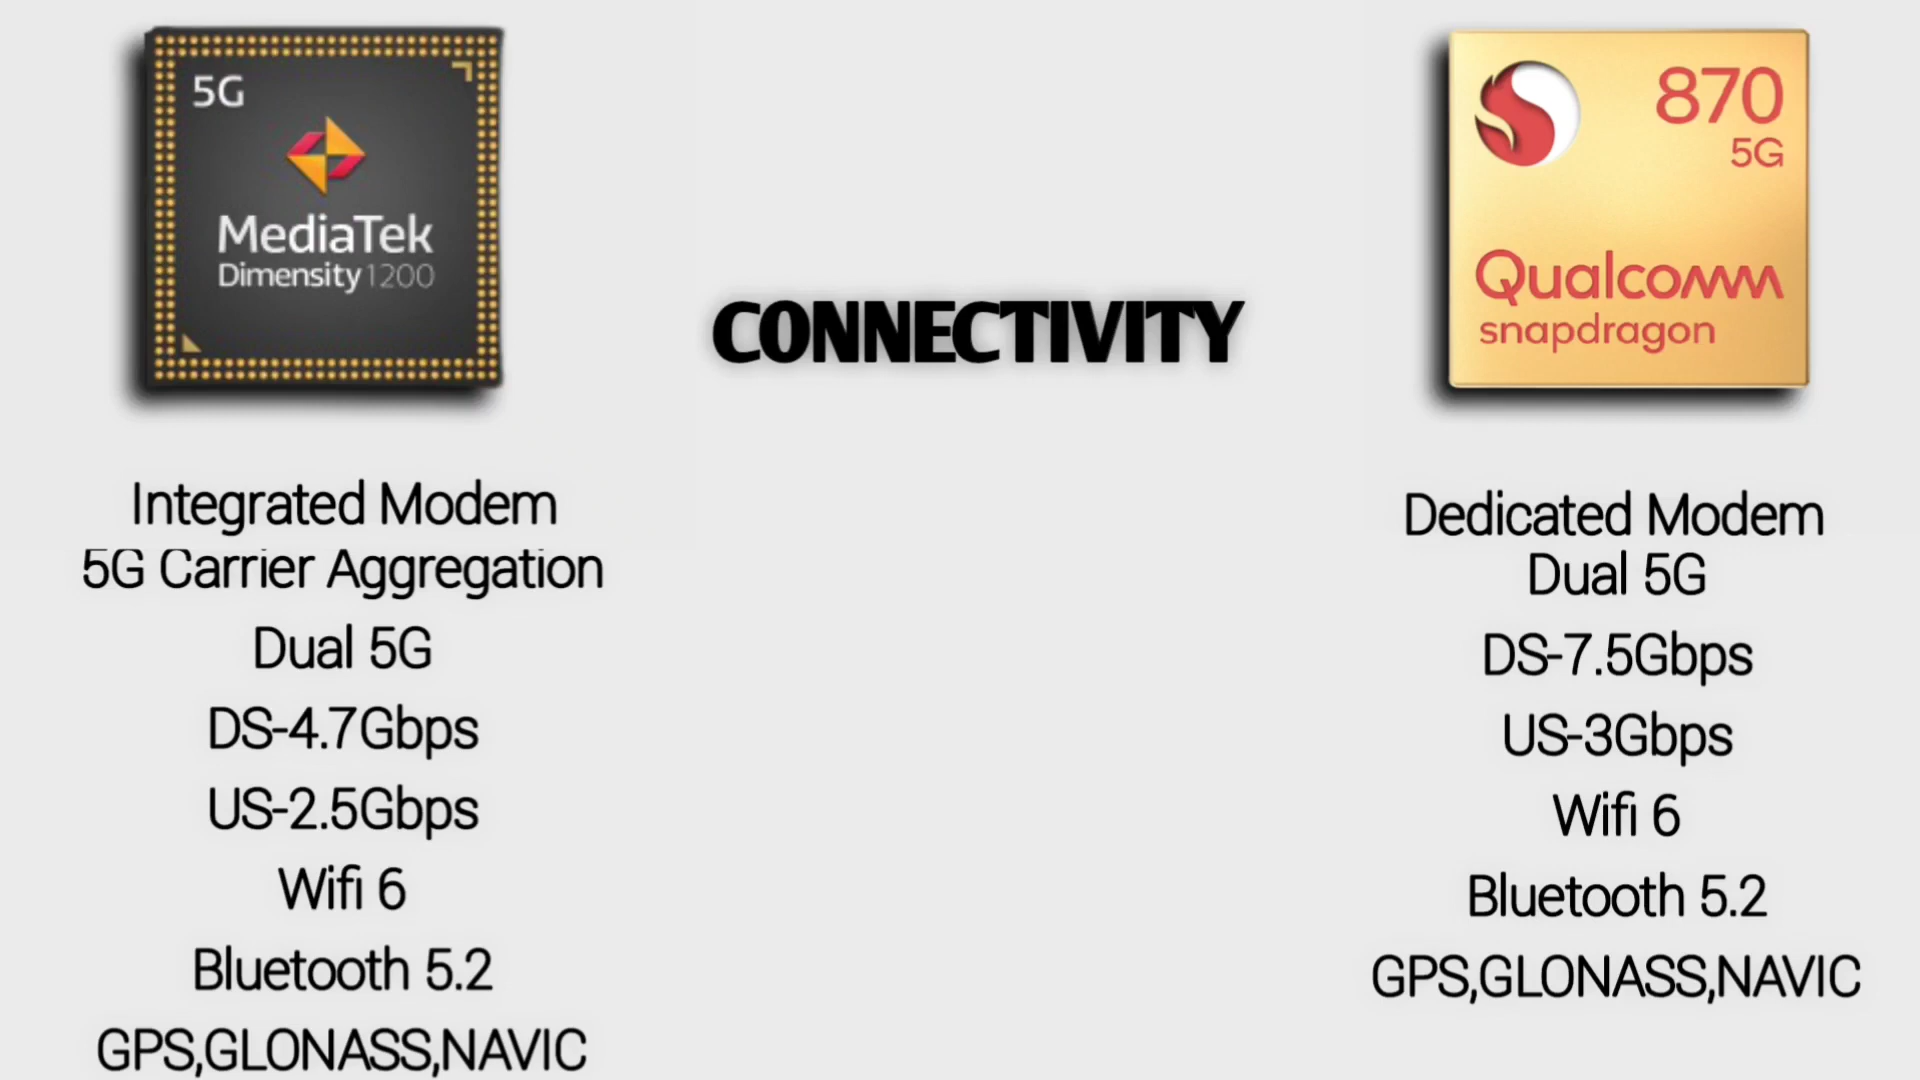 5G
MediaTek
Dimensity 1200
870
5G
Qualcomm
snapdragon
CONNECTIVITY
Integrated Modem
5G Carrier Aggregation
Dual 5G
DS-4.7Gbps
US-2.5Gbps
Wifi 6
Bluetooth 5.2
GPS,GLONASS,NAVIC
Dedicated Modem
Dual 5G
DS-7.5Gbps
US-3Gbps
Wifi 6
Bluetooth 5.2
GPS,GLONASS,NAVIC